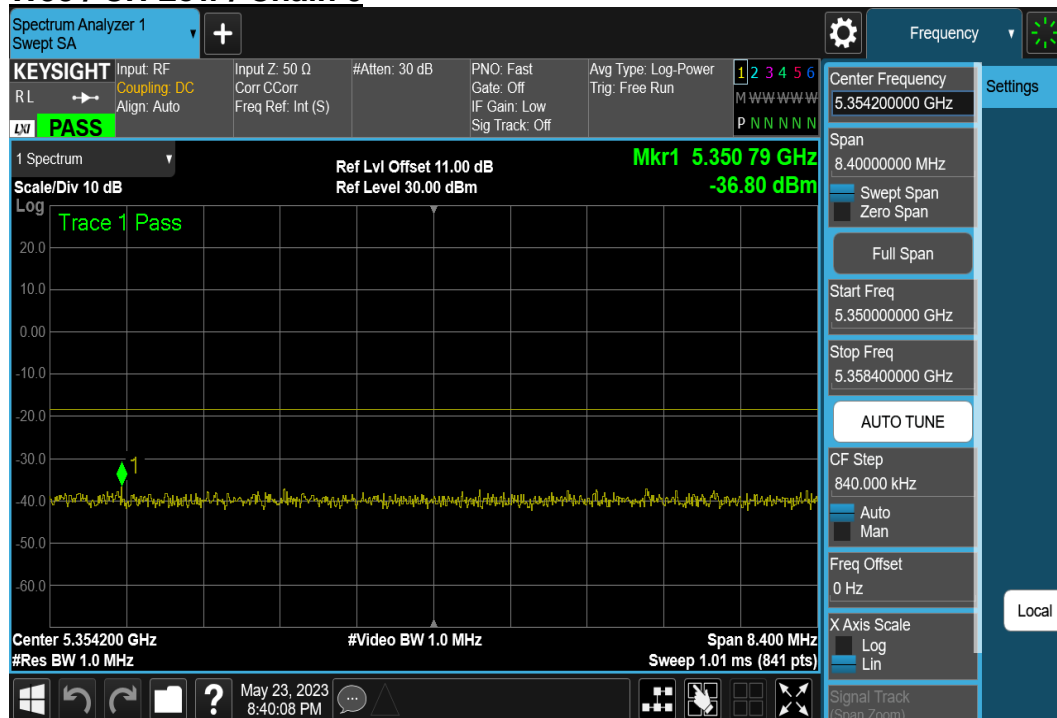 Spectrum Analyzer 1
Swept SA
Frequency
KEYSIGHT
RL
LXI
PASS
Input: RF
Coupling: DC
Align: Auto
Input Z: 50 Ω
Corr CCorr
Freq Ref: Int (S)
#Atten: 30 dB
PNO: Fast
Gate: Off
IF Gain: Low
Sig Track: Off
Avg Type: Log-Power
Trig: Free Run
1 2 3 4 5 6
M W W W W W
P N N N N N
1 Spectrum
Scale/Div 10 dB
Ref Lvl Offset 11.00 dB
Ref Level 30.00 dBm
Mkr1 5.350 79 GHz
-36.80 dBm
Log
Trace 1 Pass
20.0
10.0
0.00
-10.0
-20.0
-30.0
-40.0
-50.0
-60.0
1
Center 5.354200 GHz
#Res BW 1.0 MHz
#Video BW 1.0 MHz
Span 8.400 MHz
Sweep 1.01 ms (841 pts)
May 23, 2023
8:40:08 PM
Center Frequency
5.354200000 GHz
Span
8.40000000 MHz
Swept Span
Zero Span
Full Span
Start Freq
5.350000000 GHz
Stop Freq
5.358400000 GHz
AUTO TUNE
CF Step
840.000 kHz
Auto
Man
Freq Offset
0 Hz
X Axis Scale
Log
Lin
Signal Track
(Span Zoom)
Settings
Local